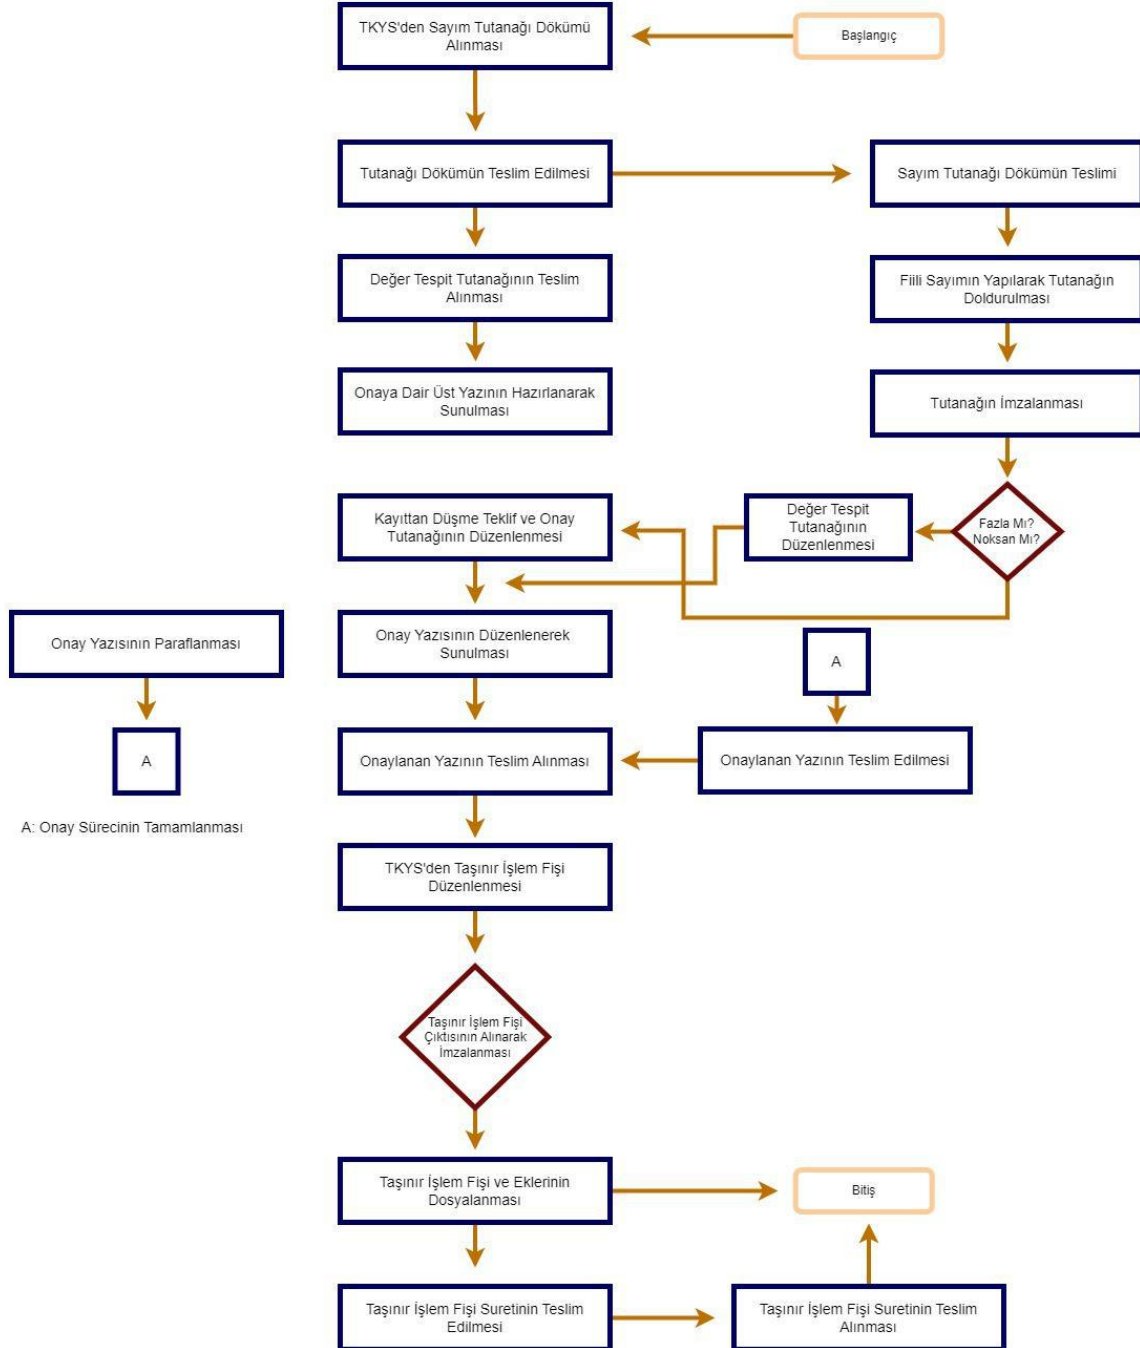 TKYS'den Sayım Tutanağı Dökümü
Alınması
Başlangıç
Tutanağı Dökümün Teslim Edilmesi
Sayım Tutanağı Dökümün Teslimi
Değer Tespit Tutanağının Teslim
Alınması
Fiili Sayımın Yapılarak Tutanağın
Doldurulması
Onaya Dair Üst Yazının Hazırlanarak
Sunulması
Tutanağın İmzalanması
Kayıttan Düşme Teklif ve Onay
Tutanağının Düzenlenmesi
Değer Tespit
Tutanağının
Düzenlenmesi
Fazla Mı?
Noksan Mı?
Onay Yazısının Paraflanması
Onay Yazısının Düzenlenerek
Sunulması
A
A
Onaylanan Yazının Teslim Alınması
Onaylanan Yazının Teslim Edilmesi
A: Onay Sürecinin Tamamlanması
TKYS'den Taşınır İşlem Fişi
Düzenlenmesi
Taşınır İşlem Fişi
Çıktısının Alınarak
İmzalanması
Taşınır İşlem Fişi ve Eklerinin
Dosyalanması
Bitiş
Taşınır İşlem Fişi Suretinin Teslim
Edilmesi
Taşınır İşlem Fişi Suretinin Teslim
Alınması